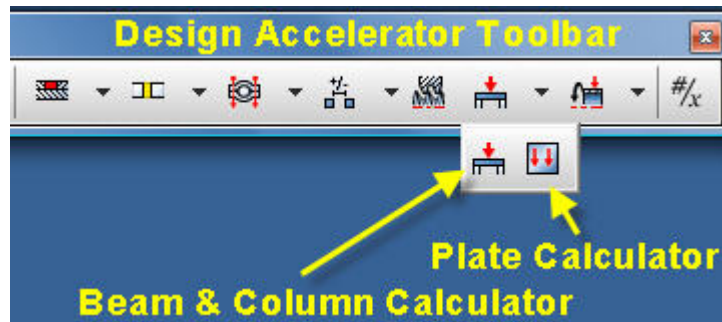 Design Accelerator Toolbar
+/-
#/x
Plate Calculator
Beam & Column Calculator